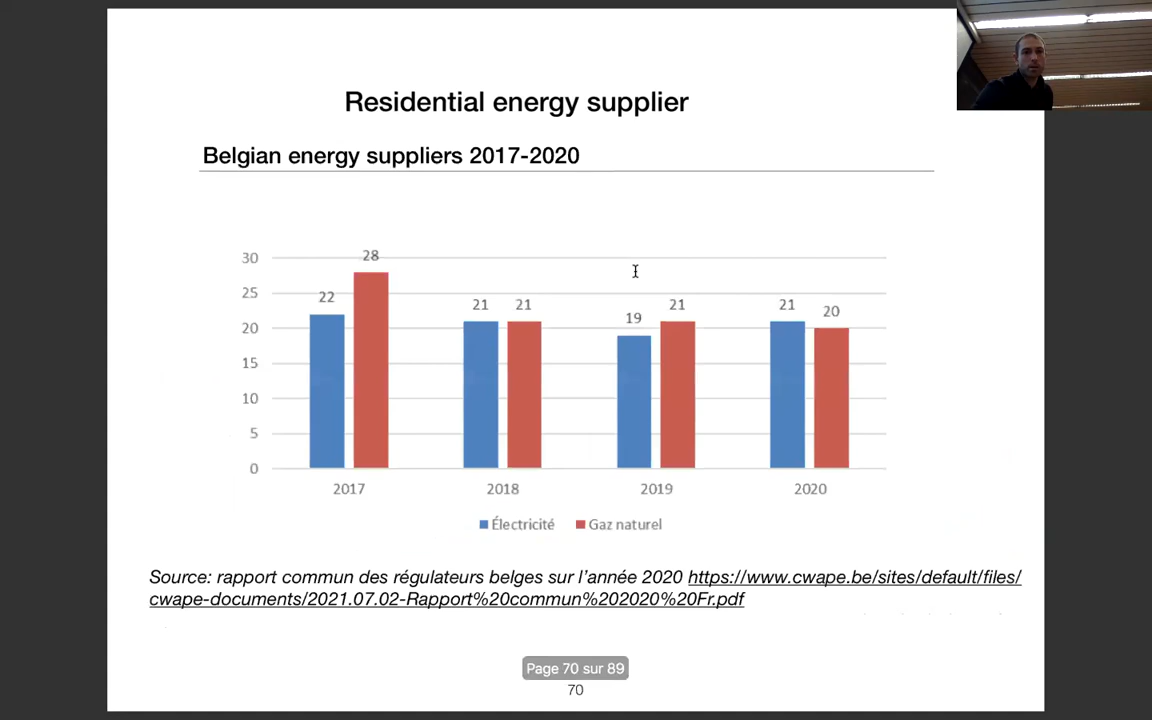 Residential energy supplier
Belgian energy suppliers 2017-2020
30
25
20
15
10
5
0
22
28
21
21
19
21
21
20
2017
2018
2019
2020
Électricité
Gaz naturel
Source: rapport commun des régulateurs belges sur l'année 2020 https://www.cwape.be/sites/default/files/
cwape-documents/2021.07.02-Rapport%20commun%202020%20Fr.pdf
Page 70 sur 89
70